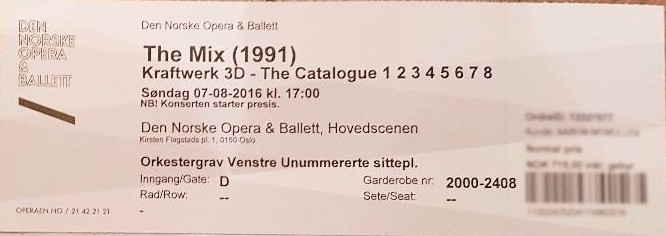 DEN
NORSKE
OPERA
&
BALLETT
Den Norske Opera & Ballett
The Mix (1991)
Kraftwerk 3D - The Catalogue 1 2 3 4 5 6 7 8
Søndag 07-08-2016 kl. 17:00
NB! Konserten starter presis.
Den Norske Opera & Ballett, Hovedscenen
Kirsten Flagstads pl. 1, 0150 Oslo
Orkestergrav Venstre Unummererte sittepl.
Inngang/Gate: D Garderobe nr: 2000-2408
Rad/Row: -- Sete/Seat: --
-
OPERAEN.NO / 21 42 21 21
Normal pris